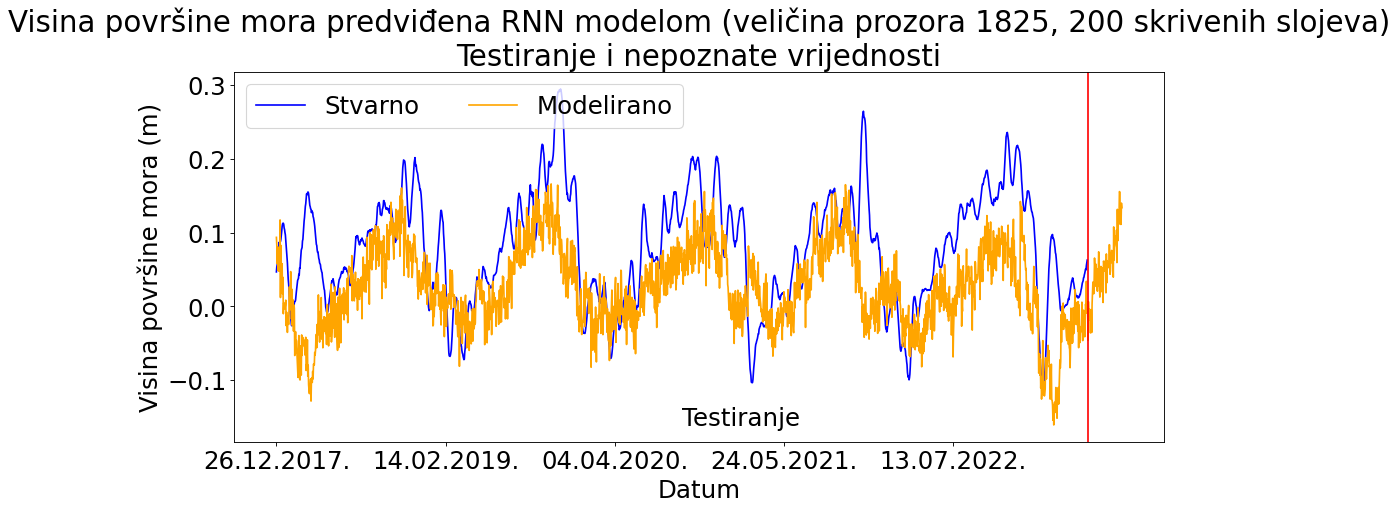 Visina površine mora predviđena RNN modelom (veličina prozora 1825, 200 skrivenih slojeva)
Testiranje i nepoznate vrijednosti
Stvarno
Modelirano
Visina površine mora (m)
0.3
0.2
0.1
0.0
−0.1
Testiranje
26.12.2017.
14.02.2019.
04.04.2020.
24.05.2021.
13.07.2022.
Datum